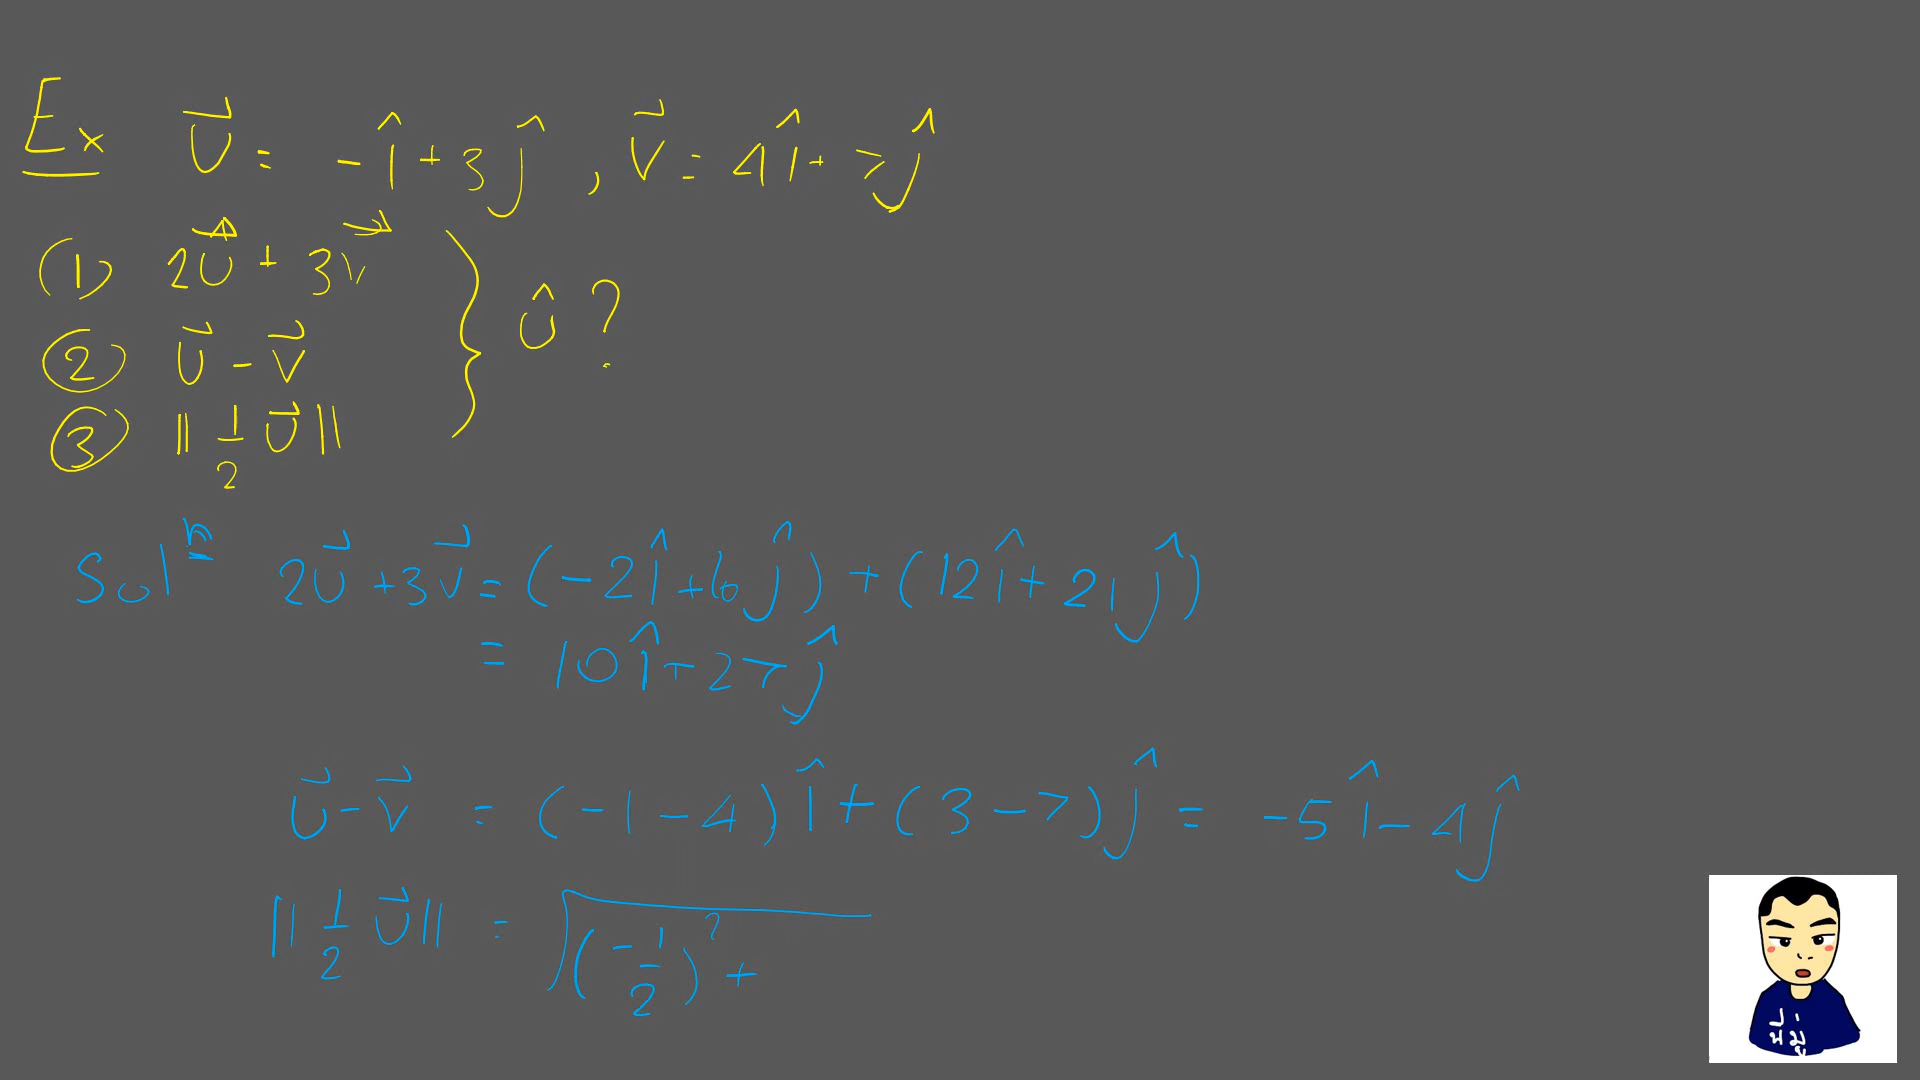 Ex u⃗ = -î + 3ĵ , v⃗ = 4î + 7ĵ
(1) 2u⃗ + 3v⃗
② u⃗ - v⃗
③ ‖ 1/2 u⃗ ‖
û ?
Solⁿ 2u⃗ + 3v⃗ = (-2î + 6ĵ) + (12î + 21ĵ)
= 10î + 27ĵ
u⃗ - v⃗ = (-1-4)î + (3-7)ĵ = -5î - 4ĵ
‖ 1/2 u⃗ ‖ = √((-1/2)² +
พี่